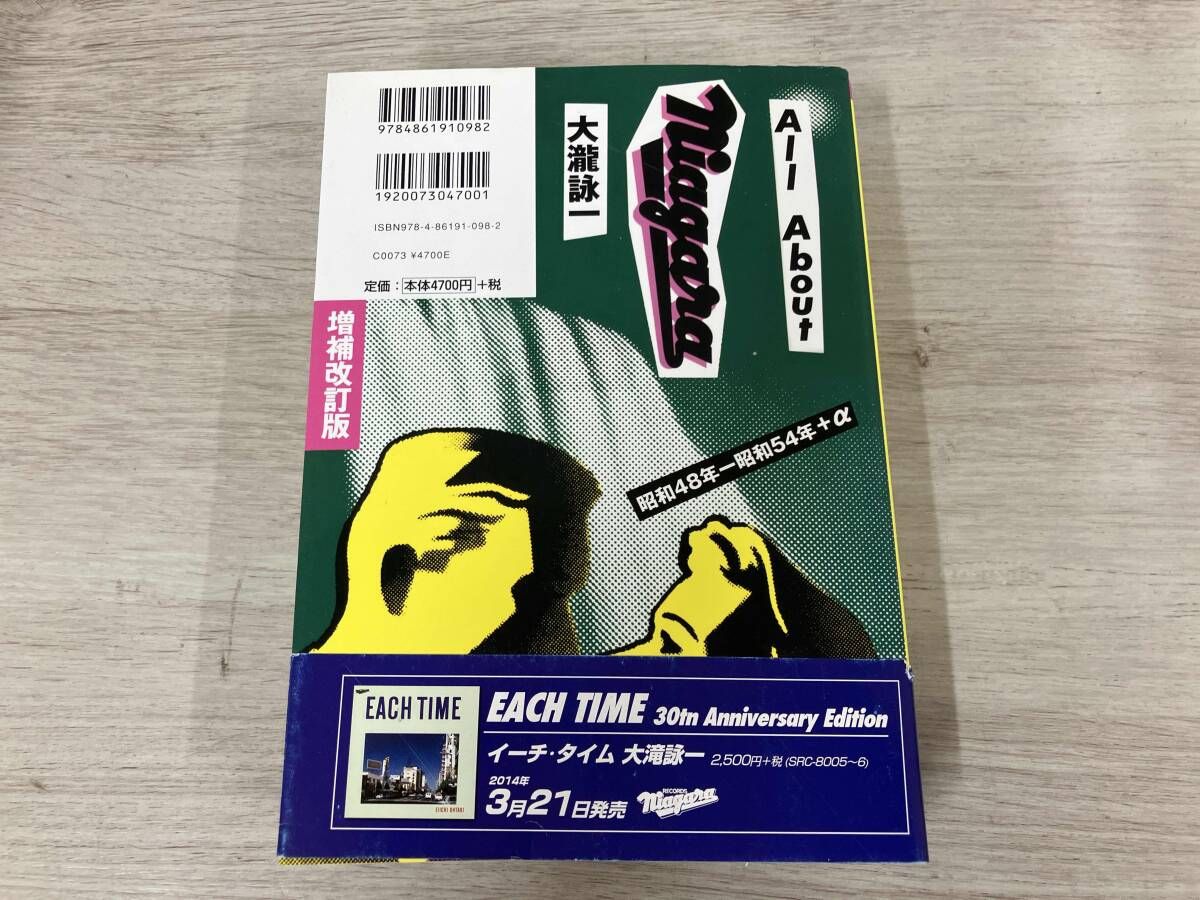 9784861910982
1920073047001
ISBN978-4-86191-098-2
C0073 ¥4700E
定価：本体4700円+税
All About
Niagara
大瀧詠一
増補改訂版
昭和48年ー昭和54年+α
EACH TIME
EIICHI OHTAKI
EACH TIME 30tn Anniversary Edition
イーチ・タイム 大滝詠一 2,500円+税 (SRC-8005〜6)
2014年
3月21日発売
RECORDS
Niagara